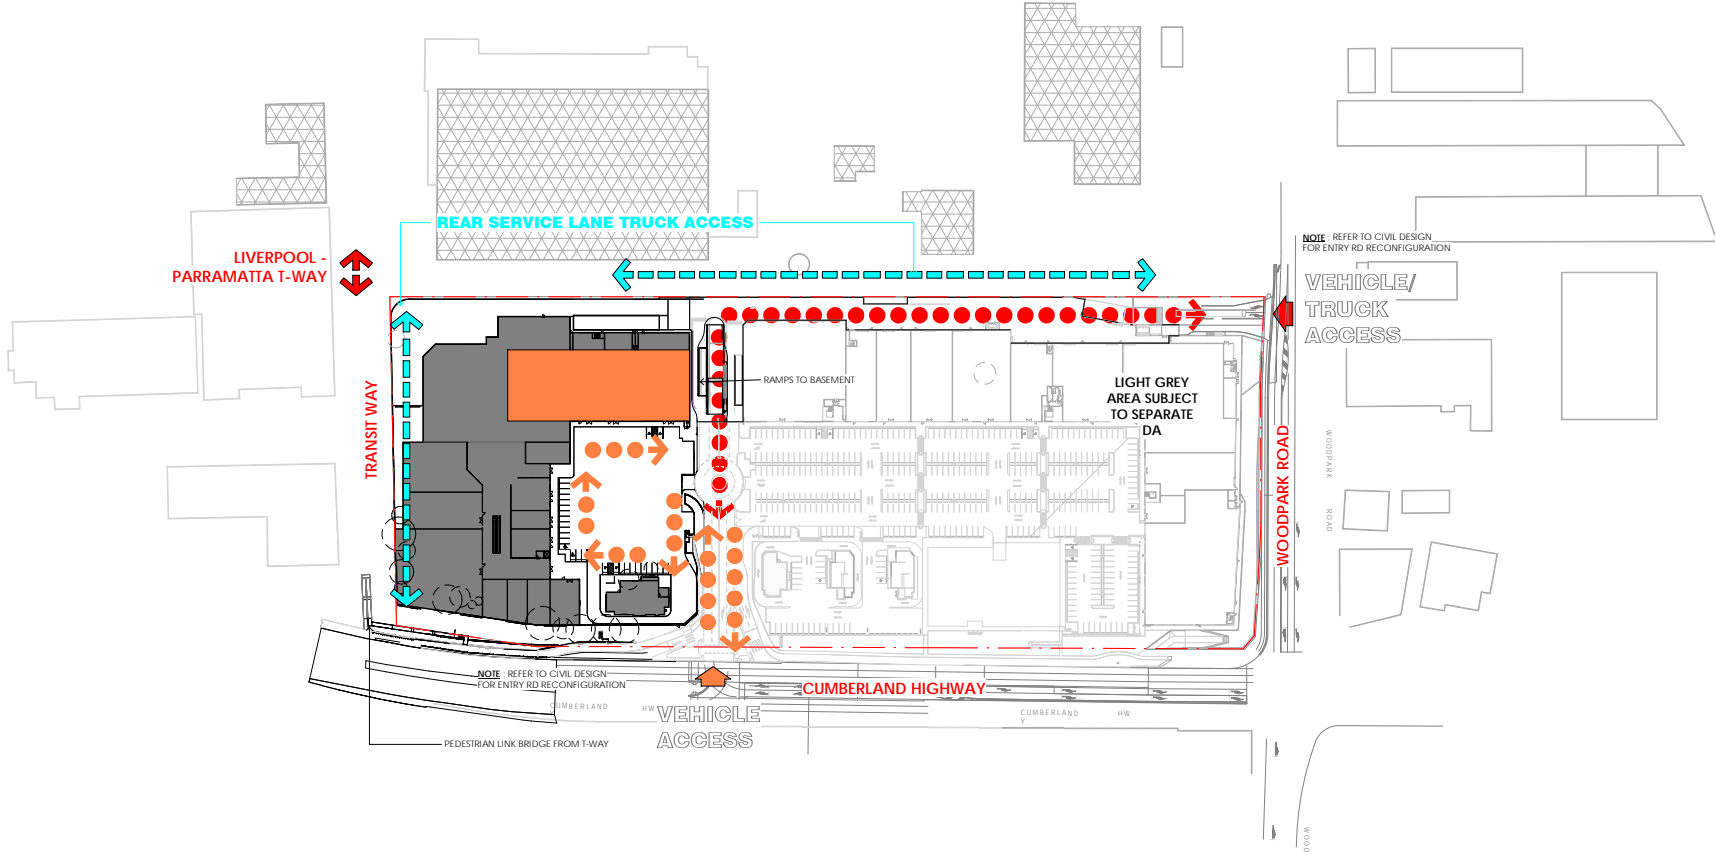 REAR SERVICE LANE TRUCK ACCESS
LIVERPOOL -
PARRAMATTA T-WAY
NOTE : REFER TO CIVIL DESIGN
FOR ENTRY RD RECONFIGURATION
VEHICLE/
TRUCK
ACCESS
RAMPS TO BASEMENT
LIGHT GREY
AREA SUBJECT
TO SEPARATE
DA
TRANSIT WAY
WOODPARK ROAD
WOODPARK ROAD
NOTE : REFER TO CIVIL DESIGN
FOR ENTRY RD RECONFIGURATION
CUMBERLAND HIGHWAY
CUMBERLAND HW
VEHICLE
ACCESS
CUMBERLAND HW
Y
PEDESTRIAN LINK BRIDGE FROM T-WAY
WOOD